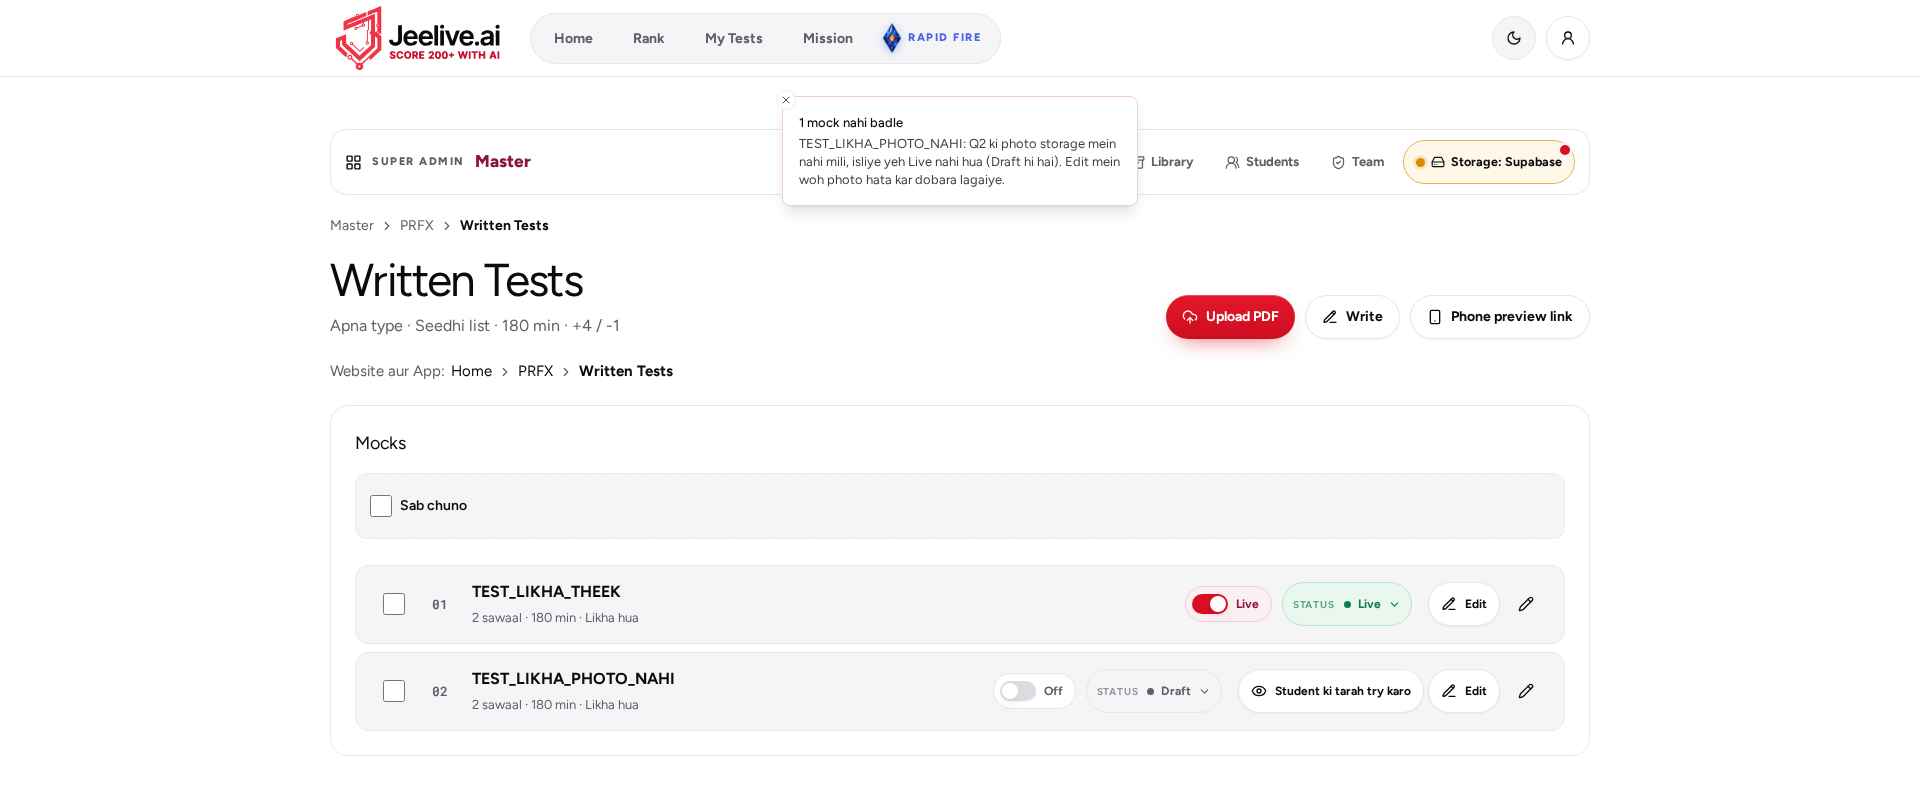 Jeelive.ai
SCORE 200+ WITH AI
Home
Rank
My Tests
Mission
RAPID FIRE
1 mock nahi badle
TEST_LIKHA_PHOTO_NAHI: Q2 ki photo storage mein
nahi mili, isliye yeh Live nahi hua (Draft hi hai). Edit mein
woh photo hata kar dobara lagaiye.
SUPER ADMIN
Master
Library
Students
Team
Storage: Supabase
Master
PRFX
Written Tests
Written Tests
Apna type · Seedhi list · 180 min · +4 / -1
Upload PDF
Write
Phone preview link
Website aur App:
Home
PRFX
Written Tests
Mocks
Sab chuno
01
TEST_LIKHA_THEEK
2 sawaal · 180 min · Likha hua
Live
STATUS
Live
Edit
02
TEST_LIKHA_PHOTO_NAHI
2 sawaal · 180 min · Likha hua
Off
STATUS
Draft
Student ki tarah try karo
Edit